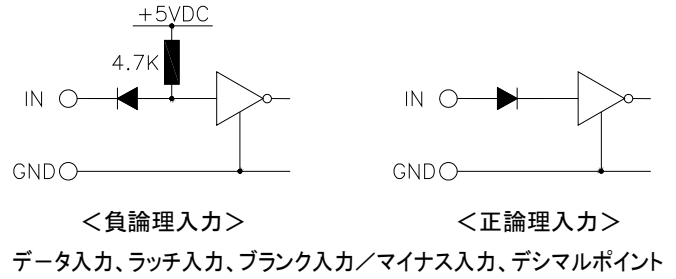 +5VDC
4.7K
IN
GND
＜負論理入力＞
IN
GND
＜正論理入力＞
データ入力、ラッチ入力、ブランク入力／マイナス入力、デシマルポイント